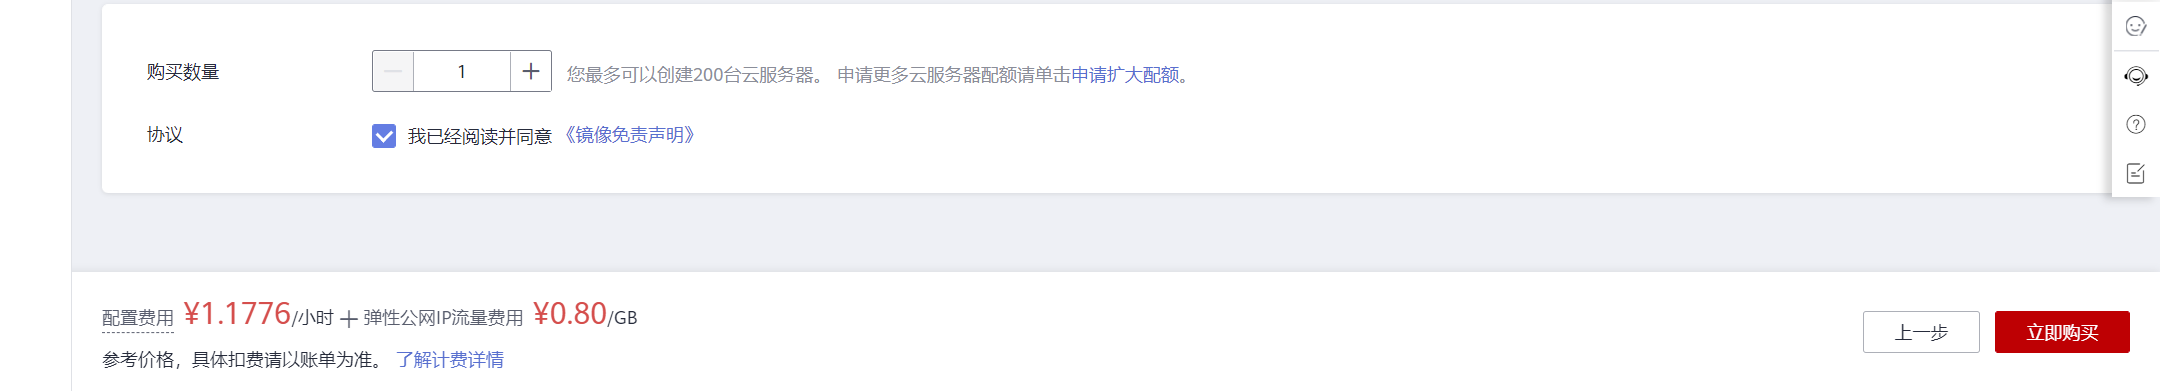 购买数量 1 您最多可以创建200台云服务器。 申请更多云服务器配额请单击申请扩大配额。
协议 我已经阅读并同意 《镜像免责声明》
配置费用 ¥1.1776/小时 + 弹性公网IP流量费用 ¥0.80/GB
参考价格，具体扣费请以账单为准。 了解计费详情
上一步 立即购买